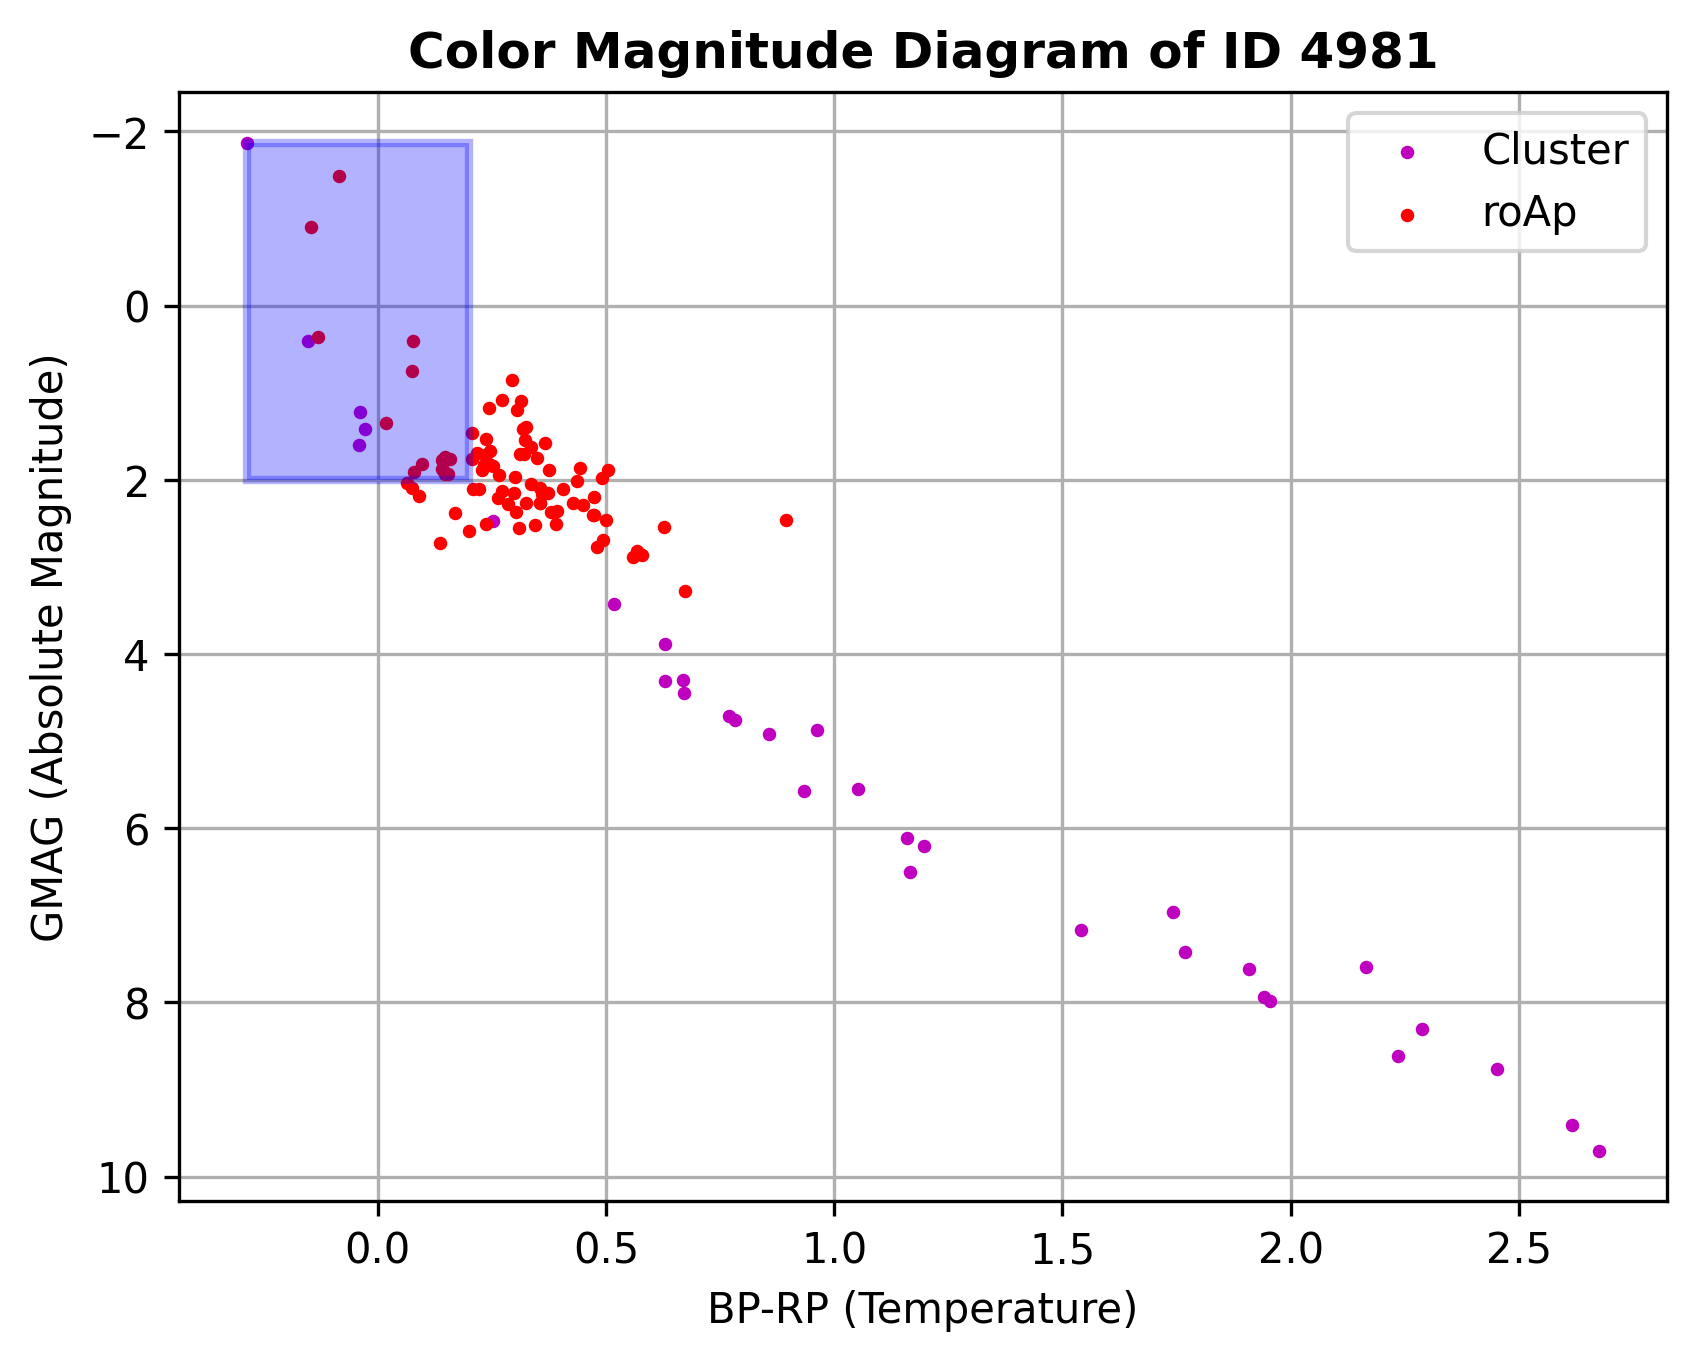 Color Magnitude Diagram of ID 4981
Cluster
roAp
−2
0
2
4
6
8
10
GMAG (Absolute Magnitude)
0.0 0.5 1.0 1.5 2.0 2.5
BP-RP (Temperature)